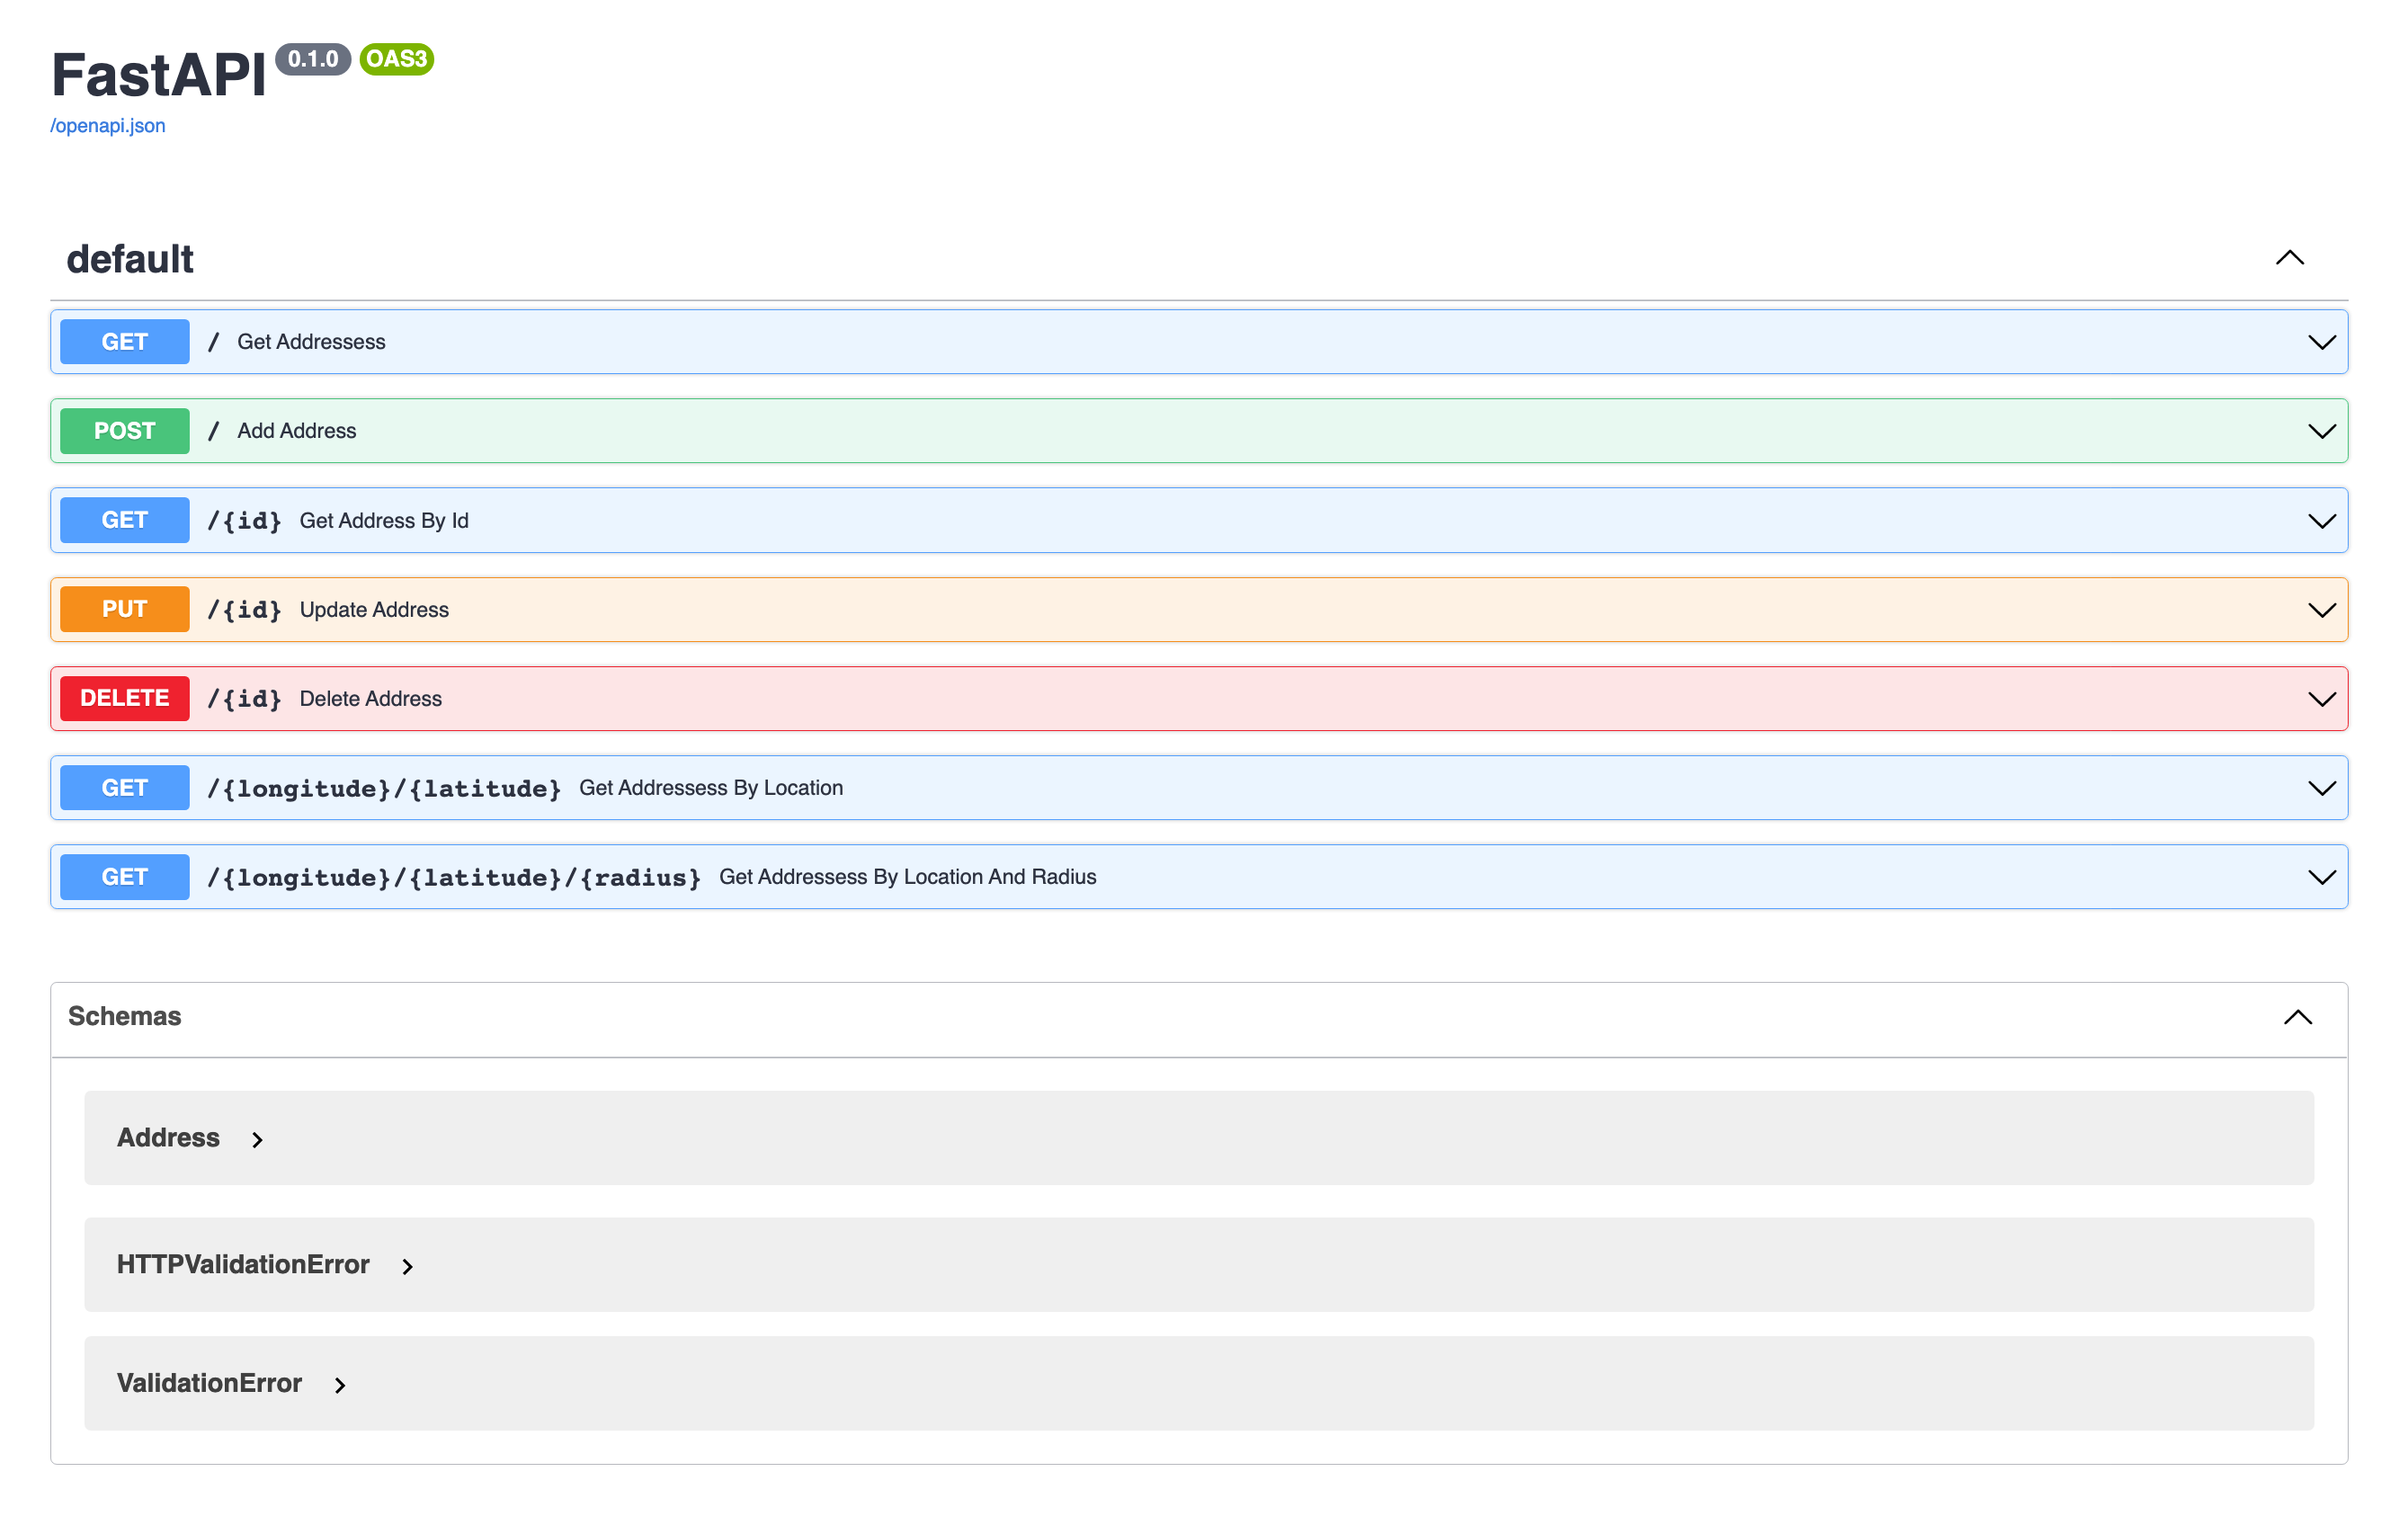 FastAPI 0.1.0 OAS3
/openapi.json
default
GET / Get Addressess
POST / Add Address
GET /{id} Get Address By Id
PUT /{id} Update Address
DELETE /{id} Delete Address
GET /{longitude}/{latitude} Get Addressess By Location
GET /{longitude}/{latitude}/{radius} Get Addressess By Location And Radius
Schemas
Address
HTTPValidationError
ValidationError